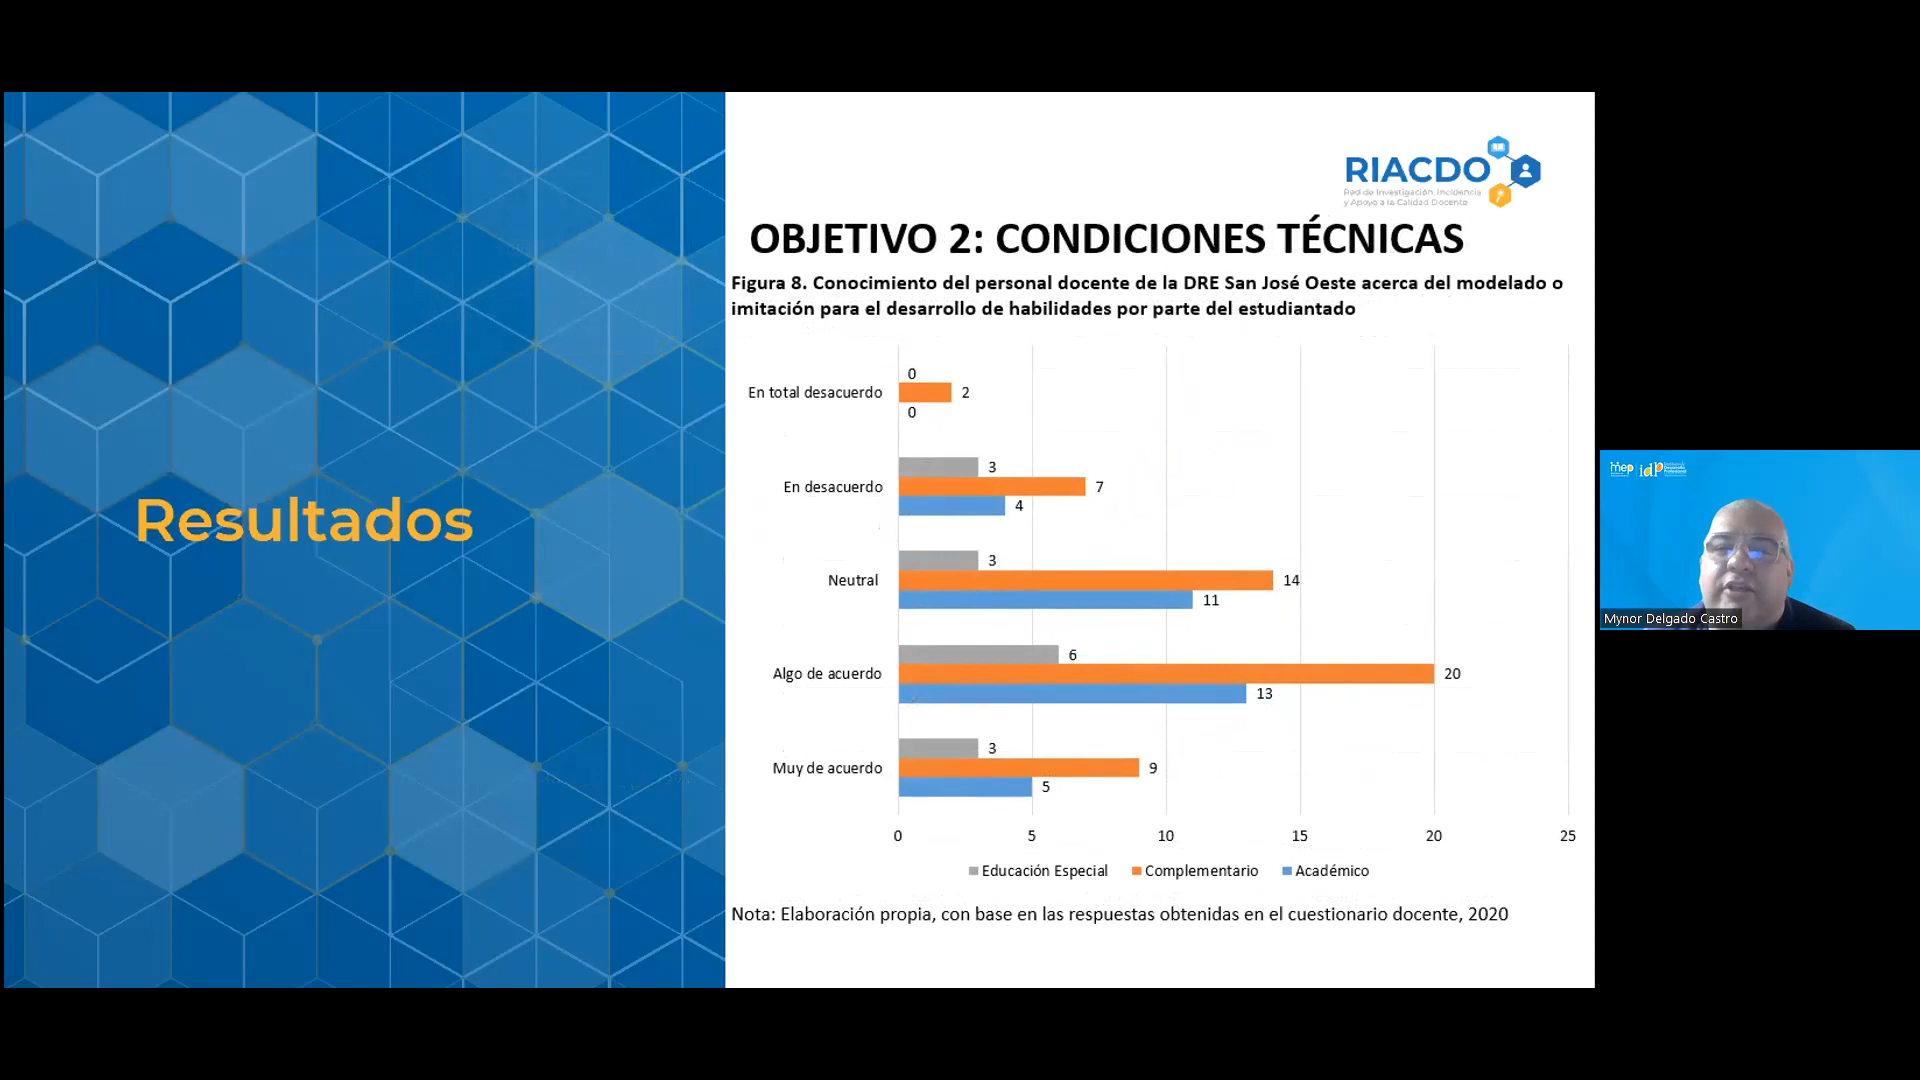 Resultados
RIACDO
Red de Investigación, Incidencia
y Apoyo a la Calidad Docente
OBJETIVO 2: CONDICIONES TÉCNICAS
Figura 8. Conocimiento del personal docente de la DRE San José Oeste acerca del modelado o
imitación para el desarrollo de habilidades por parte del estudiantado
En total desacuerdo
0
2
0
En desacuerdo
3
7
4
Neutral
3
14
11
Algo de acuerdo
6
20
13
Muy de acuerdo
3
9
5
0 5 10 15 20 25
Educación Especial Complementario Académico
Nota: Elaboración propia, con base en las respuestas obtenidas en el cuestionario docente, 2020
mep idp
Mynor Delgado Castro